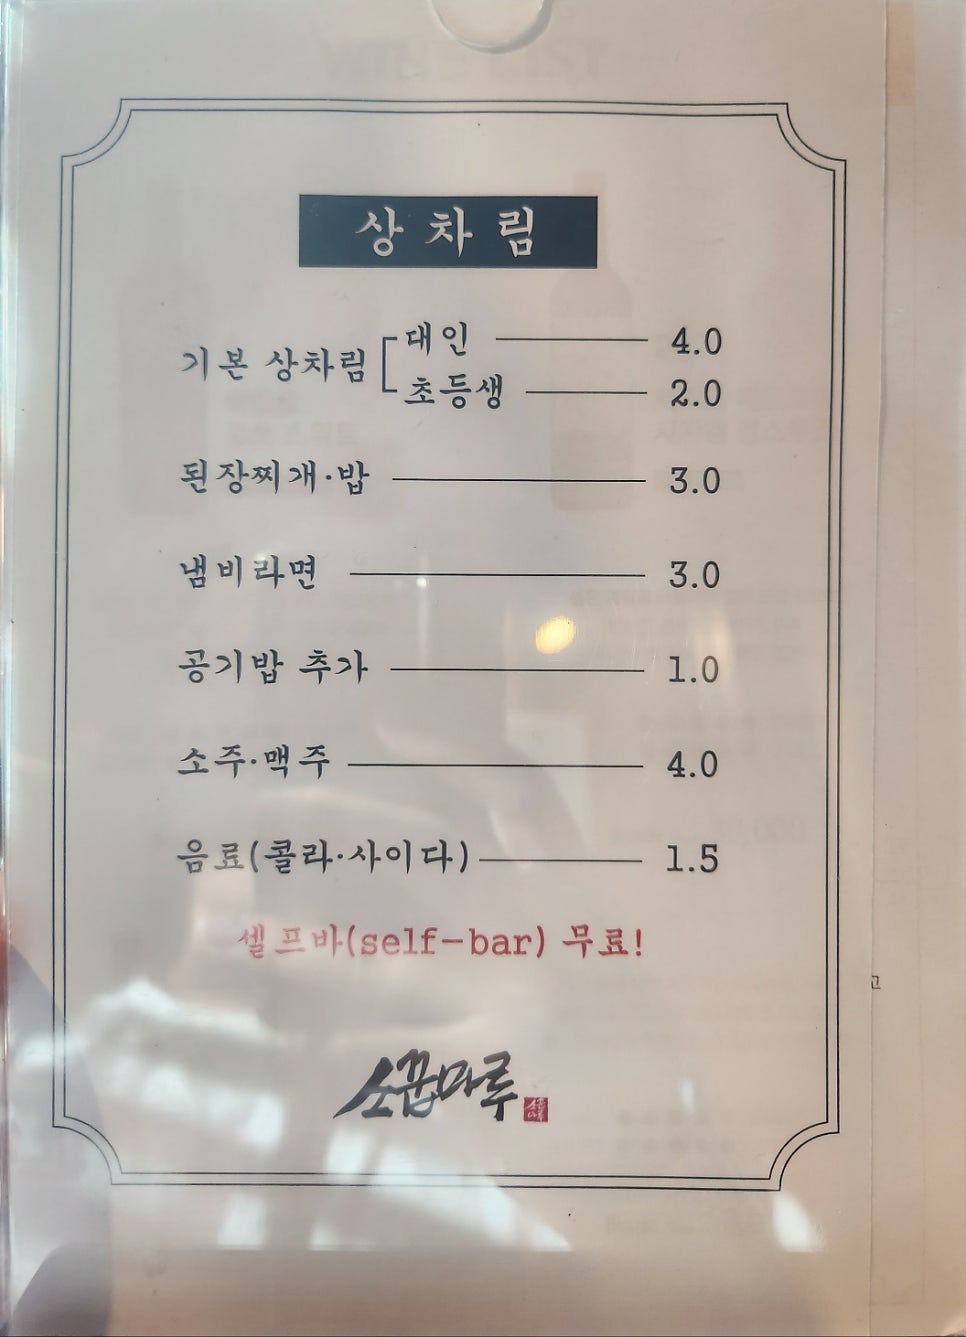 상차림
기본 상차림
대인 4.0
초등생 2.0
된장찌개·밥 3.0
냄비라면 3.0
공기밥 추가 1.0
소주·맥주 4.0
음료(콜라·사이다) 1.5
셀프바(self-bar) 무료!
소꿉마루
고